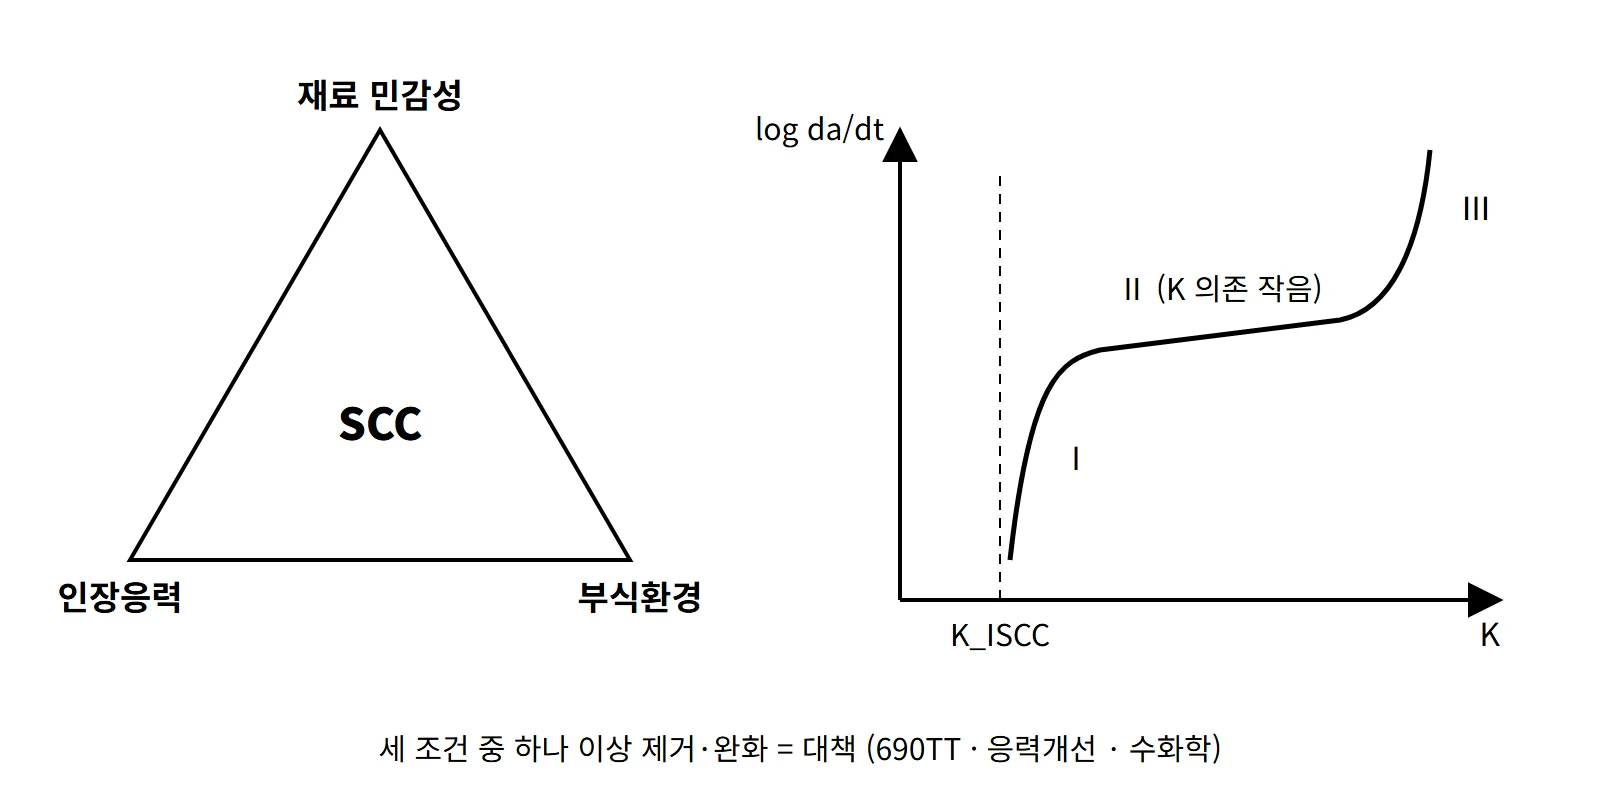 재료 민감성
SCC
인장응력
부식환경
log da/dt
III
II (K 의존 작음)
I
K_ISCC
K
세 조건 중 하나 이상 제거·완화 = 대책 (690TT · 응력개선 · 수화학)